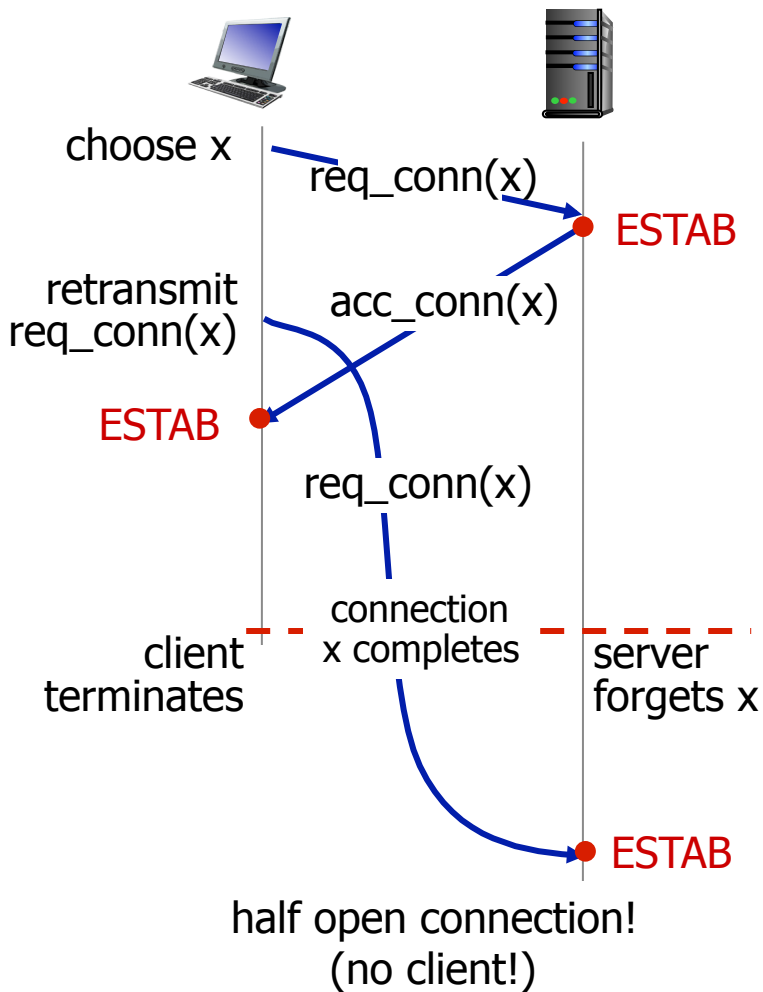 choose x
req_conn(x)
ESTAB
retransmit
req_conn(x)
acc_conn(x)
ESTAB
req_conn(x)
connection
x completes
client
terminates
server
forgets x
ESTAB
half open connection!
(no client!)